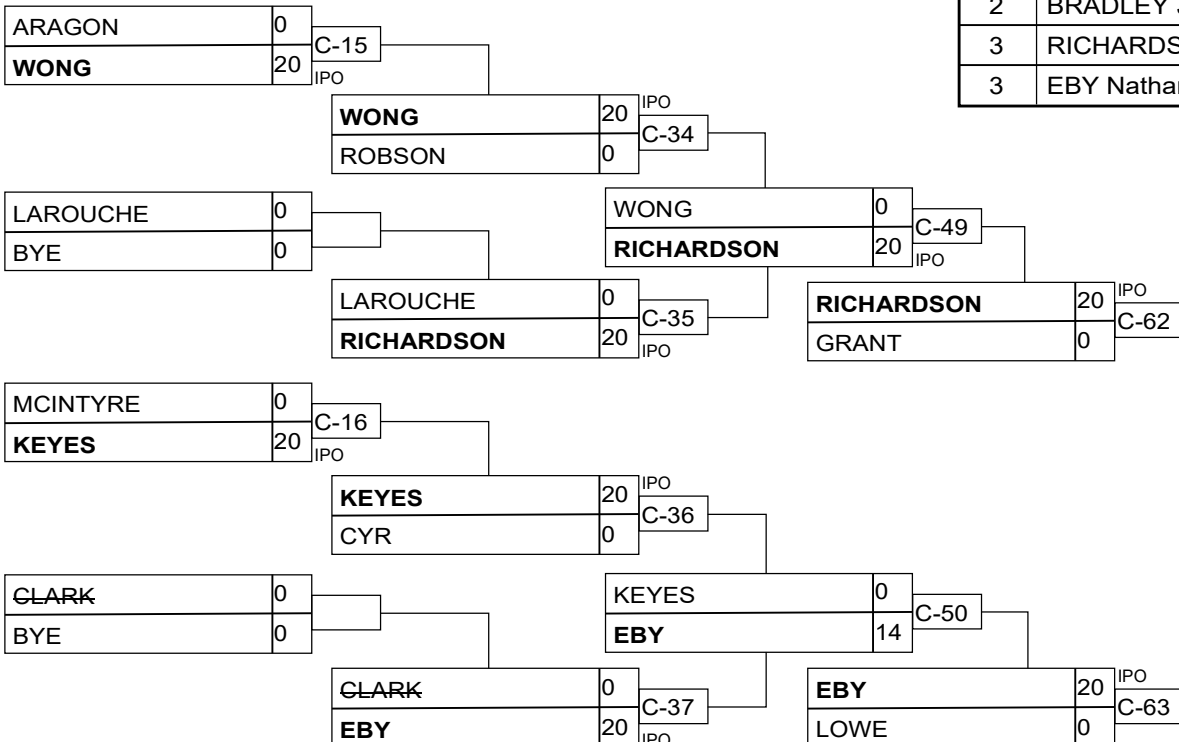 2 BRADLEY
3 RICHARDS
3 EBY
ARAGON 0
WONG 20
C-15
IPO
WONG 20
ROBSON 0
IPO
C-34
LAROUCHE 0
BYE 0
LAROUCHE 0
RICHARDSON 20
C-35
IPO
WONG 0
RICHARDSON 20
C-49
IPO
RICHARDSON 20
GRANT 0
IPO
C-62
MCINTYRE 0
KEYES 20
C-16
IPO
KEYES 20
CYR 0
IPO
C-36
CLARK 0
BYE 0
CLARK 0
EBY 20
C-37
IPO
KEYES 0
EBY 14
C-50
EBY 20
LOWE 0
IPO
C-63